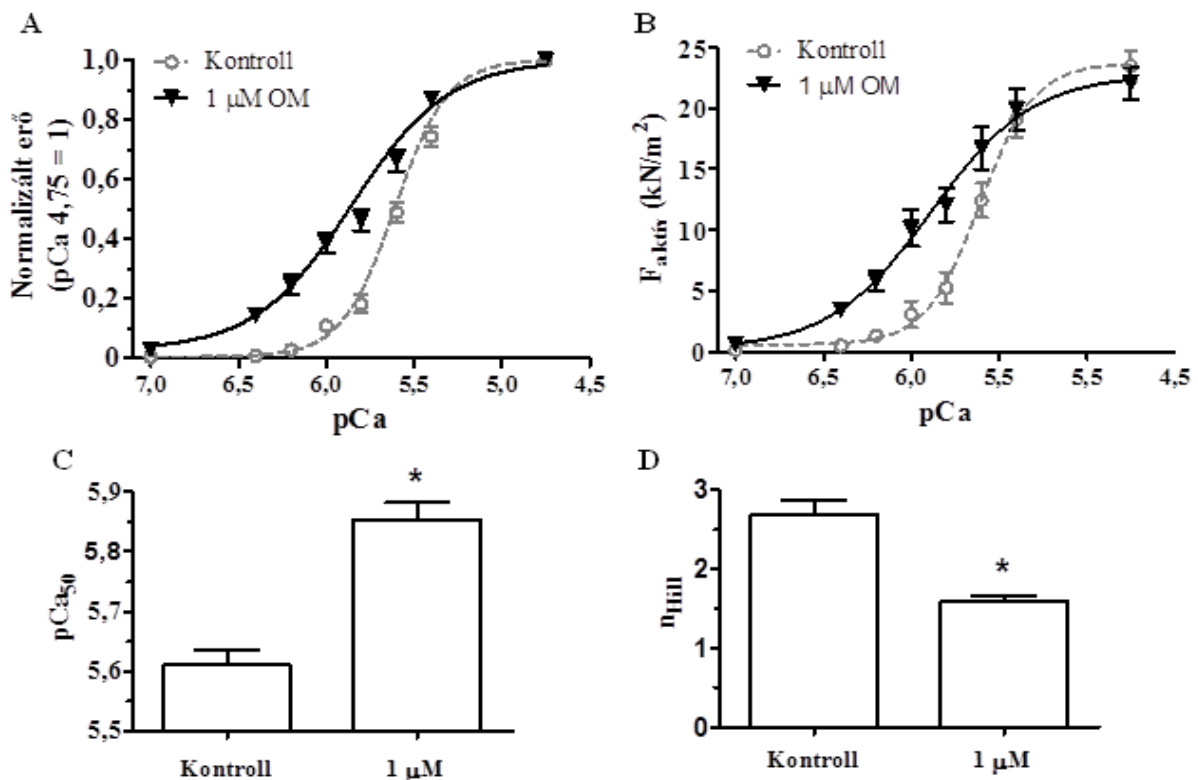 A
Kontroll
1 µM OM
Normalizált erő
(pCa 4,75 = 1)
1,0
0,8
0,6
0,4
0,2
0
7,0 6,5 6,0 5,5 5,0 4,5
pCa
B
Kontroll
1 µM OM
Faktív (kN/m²)
25
20
15
10
5
0
7,0 6,5 6,0 5,5 5,5 4,5
pCa
C
*
pCa50
5,9
5,8
5,7
5,6
5,5
Kontroll 1 µM
D
*
nHill
3
2
1
0
Kontroll 1 µM